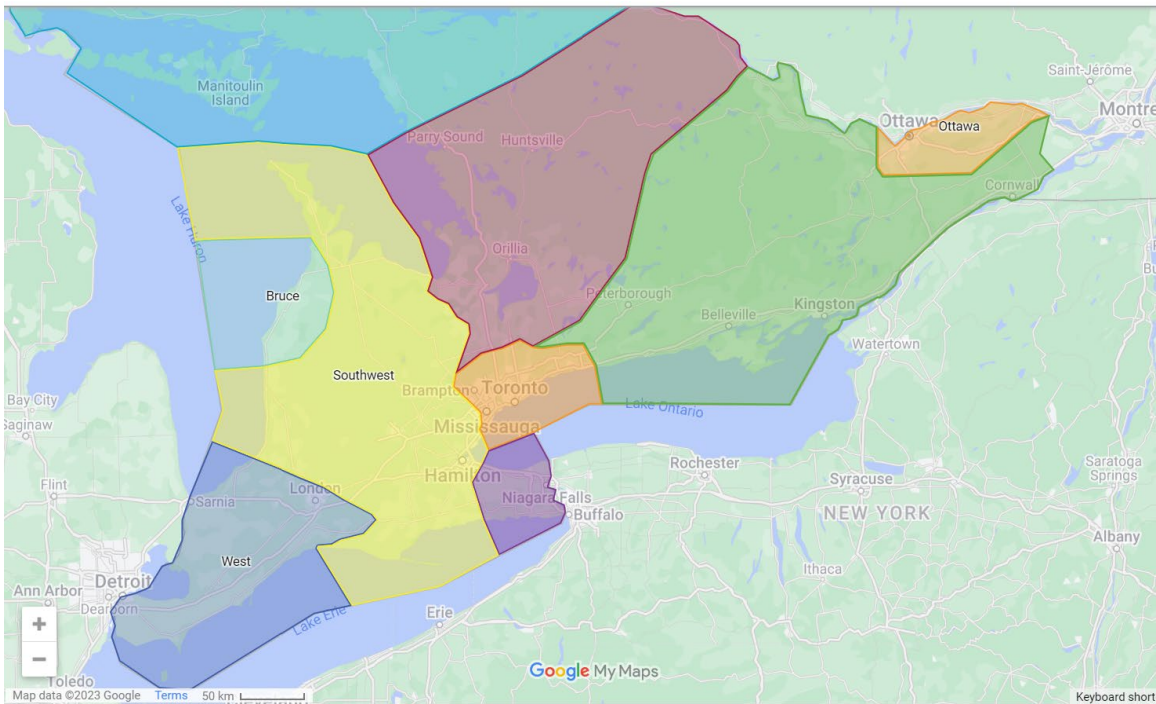 Saint-Jérôme
Manitoulin
Island
Montre
Ottawa
Ottawa
Parry Sound
Huntsville
Cornwall
Lake Huron
Orillia
Bruce
Peterborough
Kingston
Belleville
Watertown
Southwest
Brampton
Toronto
Bay City
Lake Ontario
Saginaw
Mississauga
Rochester
Saratoga
Springs
Hamilton
Flint
Sarnia
London
Niagara Falls
Syracuse
Buffalo
NEW YORK
Albany
West
Detroit
Ithaca
Ann Arbor
Dearborn
Lake Erie
Erie
+
−
Google My Maps
Toledo
Map data ©2023 Google Terms 50 km
Keyboard short